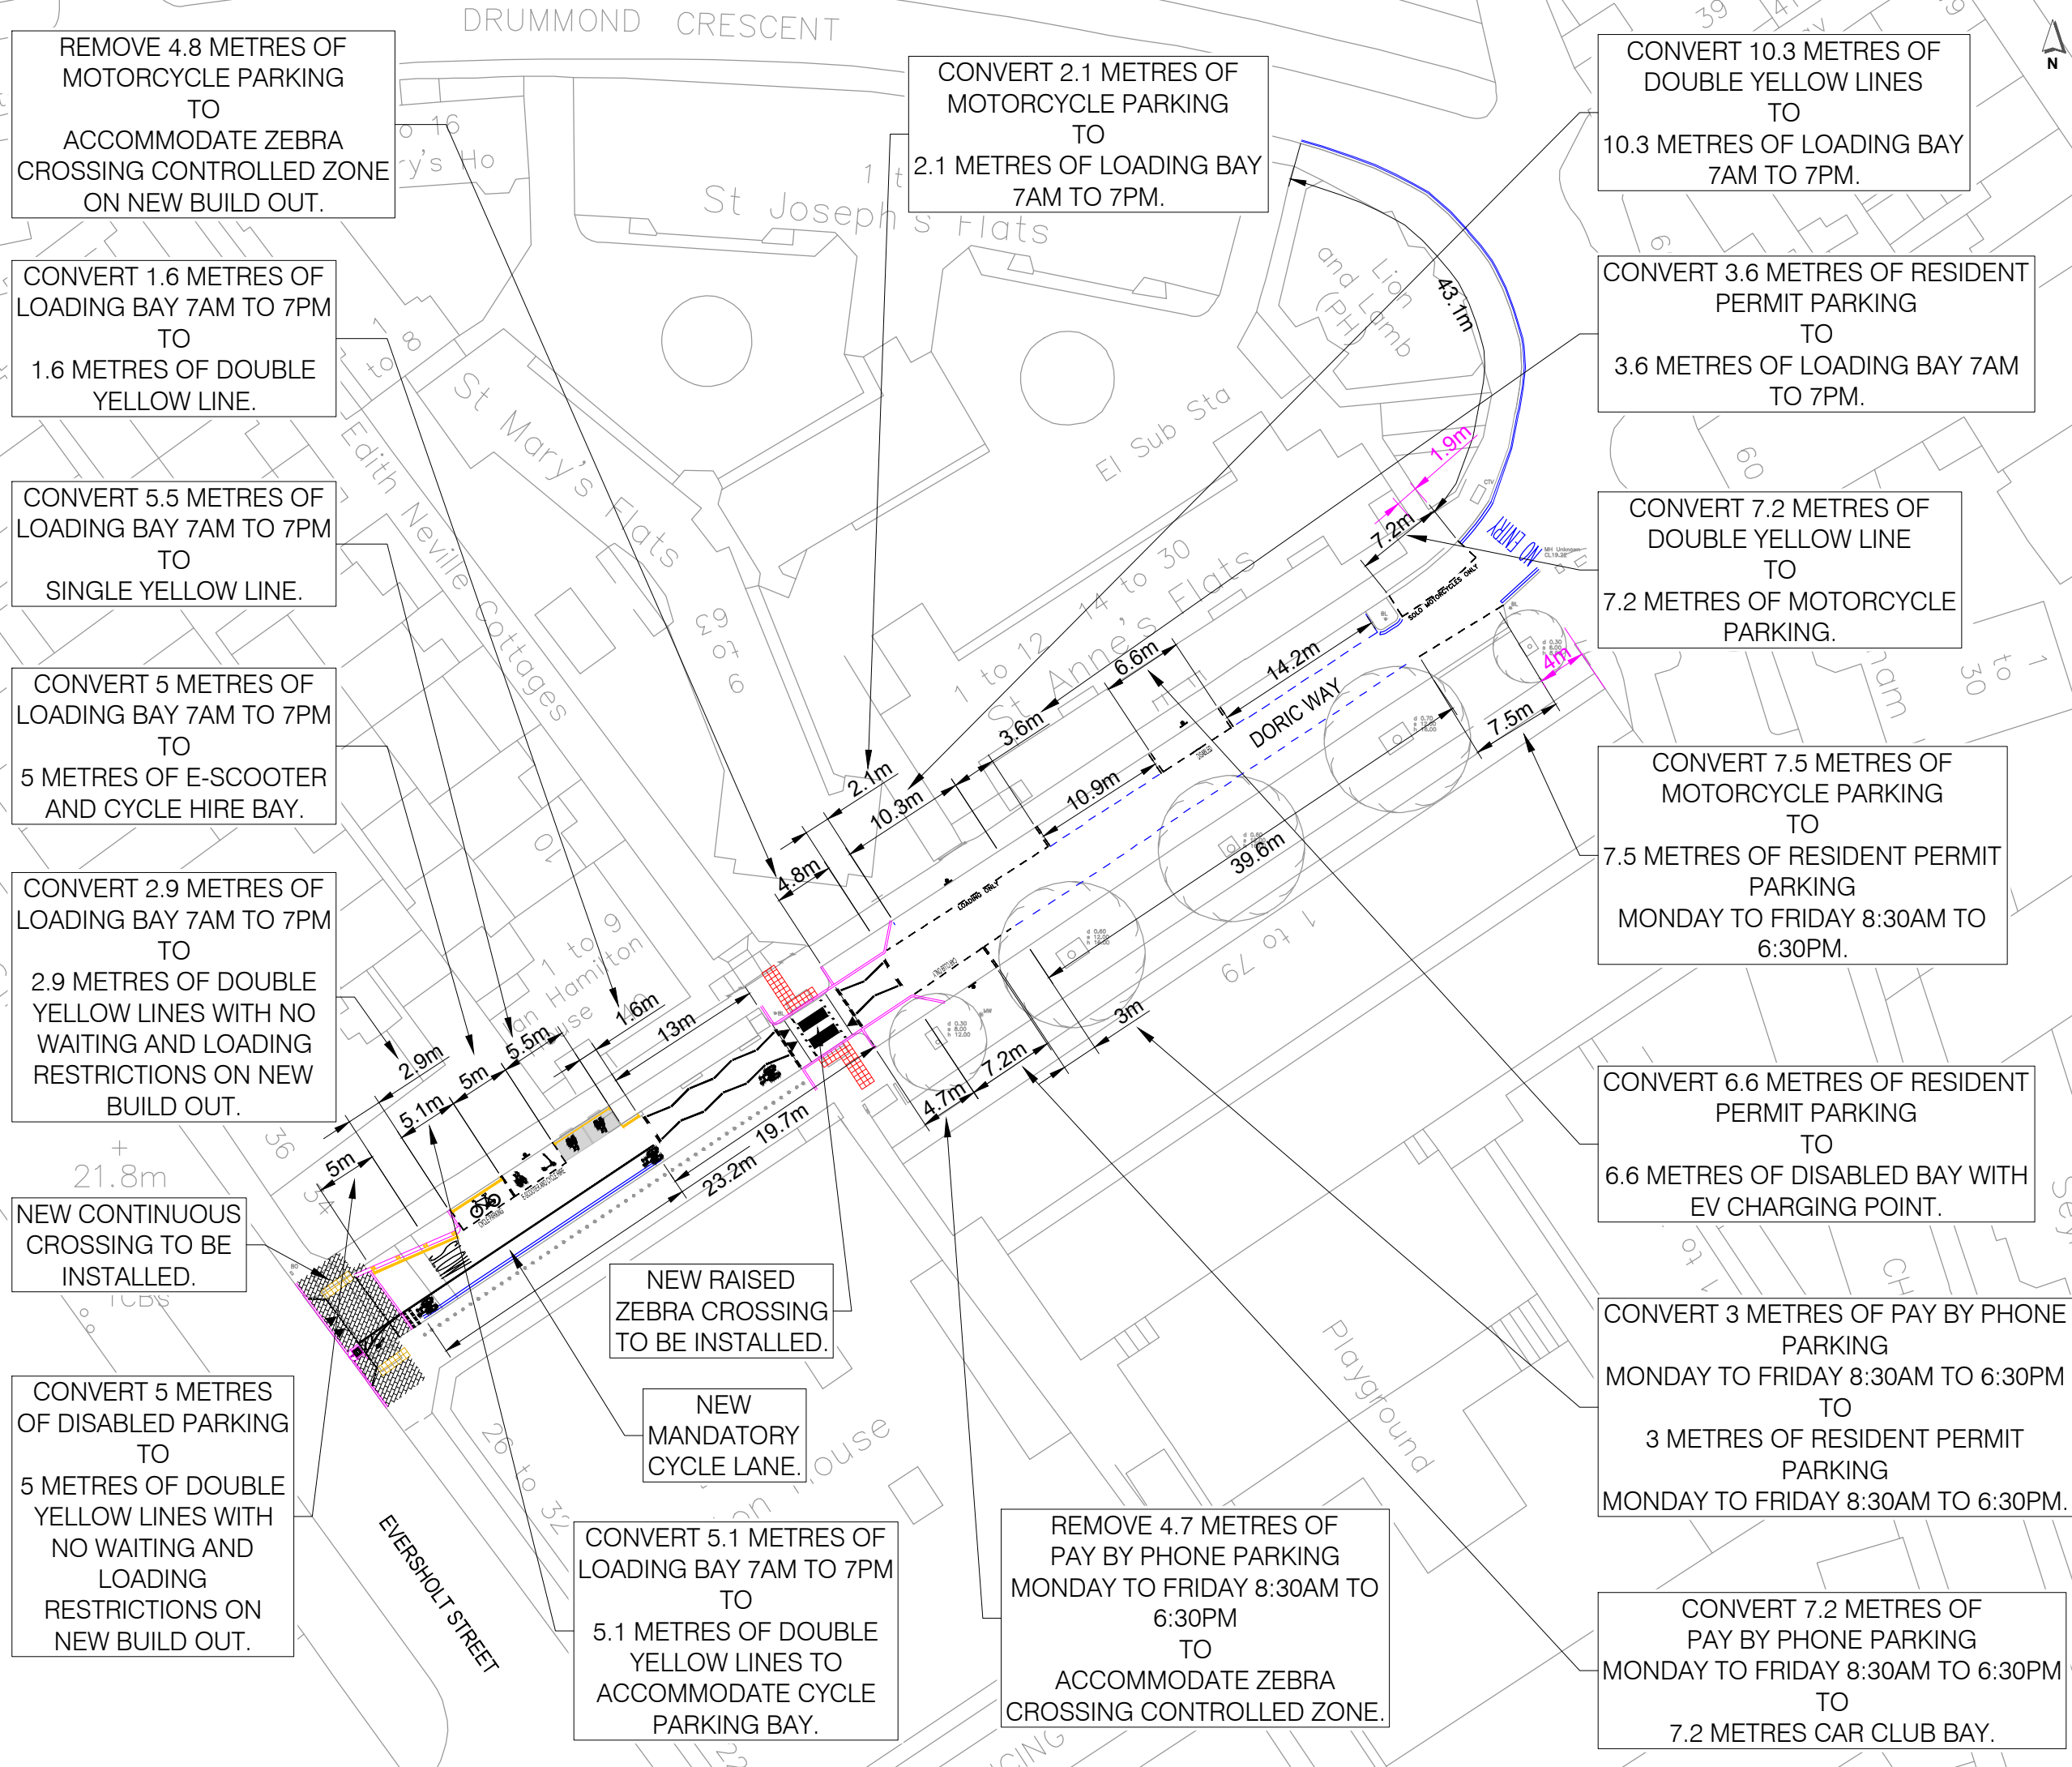 DRUMMOND CRESCENT
REMOVE 4.8 METRES OF
MOTORCYCLE PARKING
TO
ACCOMMODATE ZEBRA
CROSSING CONTROLLED ZONE
ON NEW BUILD OUT.
CONVERT 1.6 METRES OF
LOADING BAY 7AM TO 7PM
TO
1.6 METRES OF DOUBLE
YELLOW LINE.
CONVERT 5.5 METRES OF
LOADING BAY 7AM TO 7PM
TO
SINGLE YELLOW LINE.
CONVERT 5 METRES OF
LOADING BAY 7AM TO 7PM
TO
5 METRES OF E-SCOOTER
AND CYCLE HIRE BAY.
CONVERT 2.9 METRES OF
LOADING BAY 7AM TO 7PM
TO
2.9 METRES OF DOUBLE
YELLOW LINES WITH NO
WAITING AND LOADING
RESTRICTIONS ON NEW
BUILD OUT.
21.8m
NEW CONTINUOUS
CROSSING TO BE
INSTALLED.
TCBs
CONVERT 5 METRES
OF DISABLED PARKING
TO
5 METRES OF DOUBLE
YELLOW LINES WITH
NO WAITING AND
LOADING
RESTRICTIONS ON
NEW BUILD OUT.
CONVERT 2.1 METRES OF
MOTORCYCLE PARKING
TO
2.1 METRES OF LOADING BAY
7AM TO 7PM.
CONVERT 10.3 METRES OF
DOUBLE YELLOW LINES
TO
10.3 METRES OF LOADING BAY
7AM TO 7PM.
N
CONVERT 3.6 METRES OF RESIDENT
PERMIT PARKING
TO
3.6 METRES OF LOADING BAY 7AM
TO 7PM.
CONVERT 7.2 METRES OF
DOUBLE YELLOW LINE
TO
7.2 METRES OF MOTORCYCLE
PARKING.
CONVERT 7.5 METRES OF
MOTORCYCLE PARKING
TO
7.5 METRES OF RESIDENT PERMIT
PARKING
MONDAY TO FRIDAY 8:30AM TO
6:30PM.
CONVERT 6.6 METRES OF RESIDENT
PERMIT PARKING
TO
6.6 METRES OF DISABLED BAY WITH
EV CHARGING POINT.
CONVERT 3 METRES OF PAY BY PHONE
PARKING
MONDAY TO FRIDAY 8:30AM TO 6:30PM
TO
3 METRES OF RESIDENT PERMIT
PARKING
MONDAY TO FRIDAY 8:30AM TO 6:30PM.
CONVERT 7.2 METRES OF
PAY BY PHONE PARKING
MONDAY TO FRIDAY 8:30AM TO 6:30PM
TO
7.2 METRES CAR CLUB BAY.
NEW RAISED
ZEBRA CROSSING
TO BE INSTALLED.
NEW
MANDATORY
CYCLE LANE.
CONVERT 5.1 METRES OF
LOADING BAY 7AM TO 7PM
TO
5.1 METRES OF DOUBLE
YELLOW LINES TO
ACCOMMODATE CYCLE
PARKING BAY.
REMOVE 4.7 METRES OF
PAY BY PHONE PARKING
MONDAY TO FRIDAY 8:30AM TO
6:30PM
TO
ACCOMMODATE ZEBRA
CROSSING CONTROLLED ZONE.
St Joseph's Flats
Lion
and Lamb
(PH)
El Sub Sta
St Mary's Flats
1 to 8
Edith Neville Cottages
9 to 63
14 to 30
1 to 12
St Anne's Flats
DORIC WAY
NO ENTRY
SOLO MOTORCYCLES ONLY
LOADING ONLY
43.1m
1.9m
7.2m
14.2m
6.6m
3.6m
10.9m
2.1m
10.3m
4.8m
39.6m
7.5m
4m
3m
7.2m
4.7m
13m
1.6m
5.5m
5m
2.9m
5.1m
5m
19.7m
23.2m
1 to 9
Ian Hamilton
House
10
36
34
1 to 79
60
39
26 to 32
22
Playground
EVERSHOLT STREET